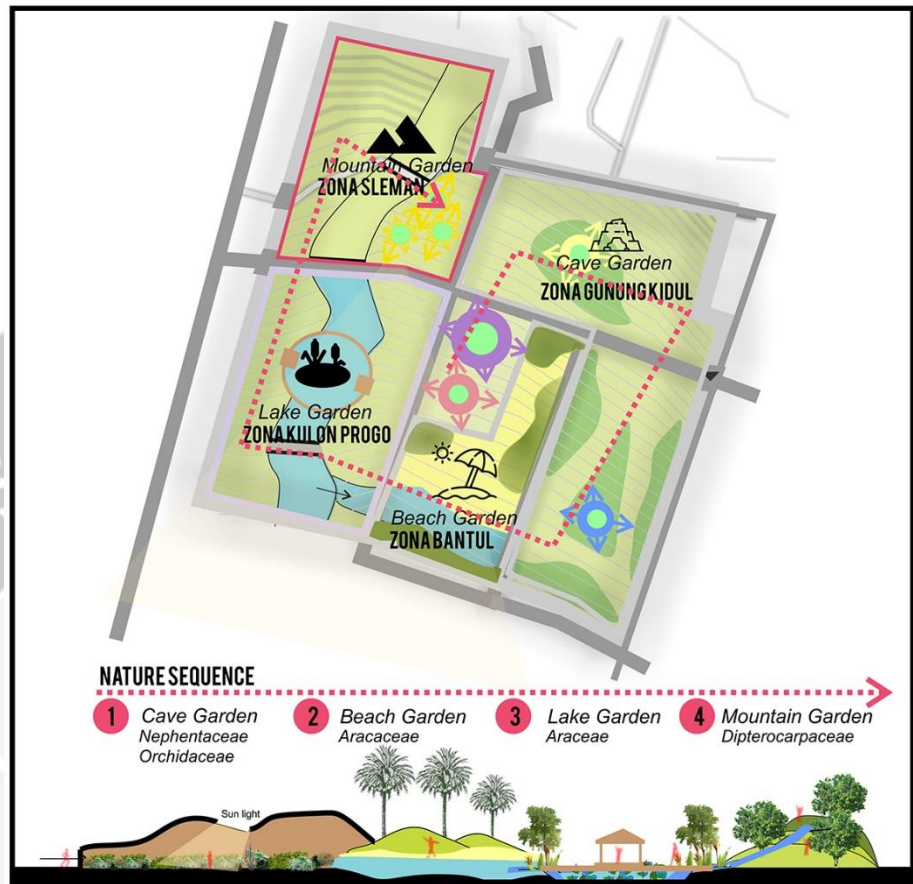 Mountain Garden
ZONA SLEMAN
Cave Garden
ZONA GUNUNG KIDUL
Lake Garden
ZONA KULON PROGO
Beach Garden
ZONA BANTUL
NATURE SEQUENCE
1 Cave Garden
Nephentaceae
Orchidaceae
2 Beach Garden
Aracaceae
3 Lake Garden
Araceae
4 Mountain Garden
Dipterocarpaceae
Sun light